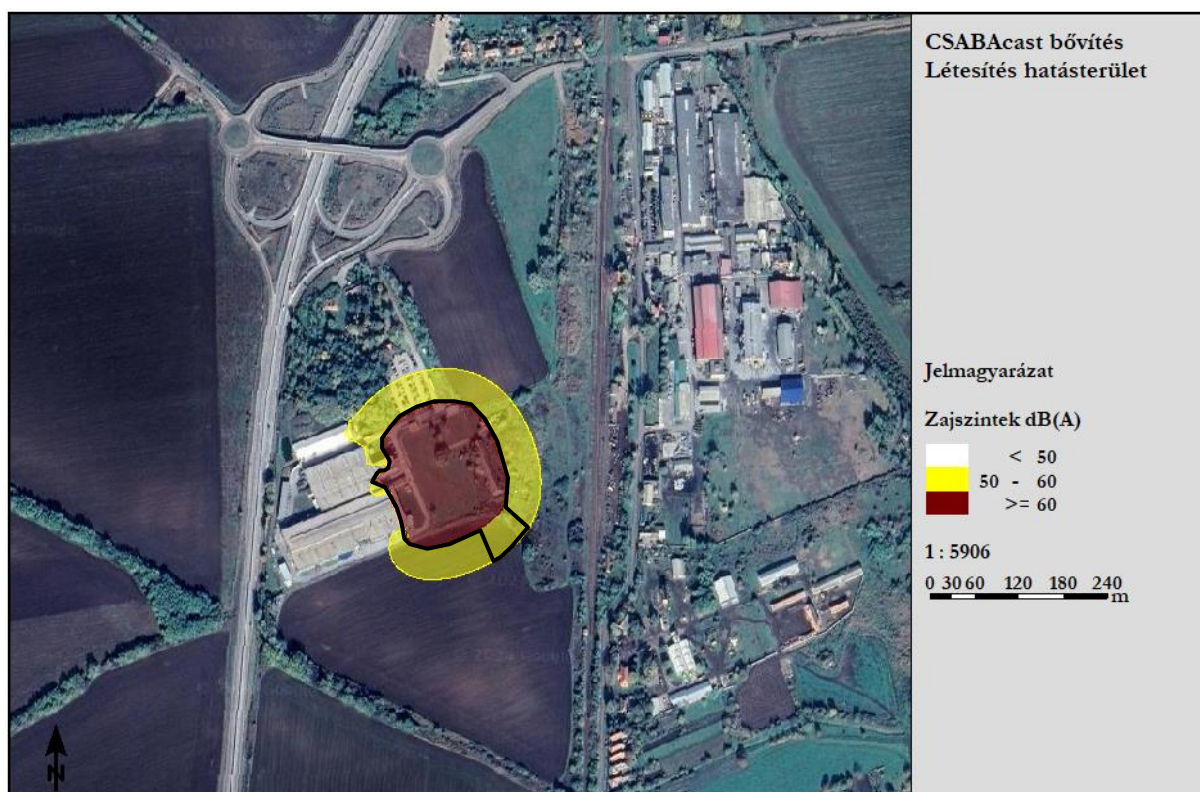 CSABAcast bővítés
Létesítés hatásterület
Jelmagyarázat
Zajszintek dB(A)
< 50
50 - 60
>= 60
1 : 5906
0 30 60 120 180 240
m
N